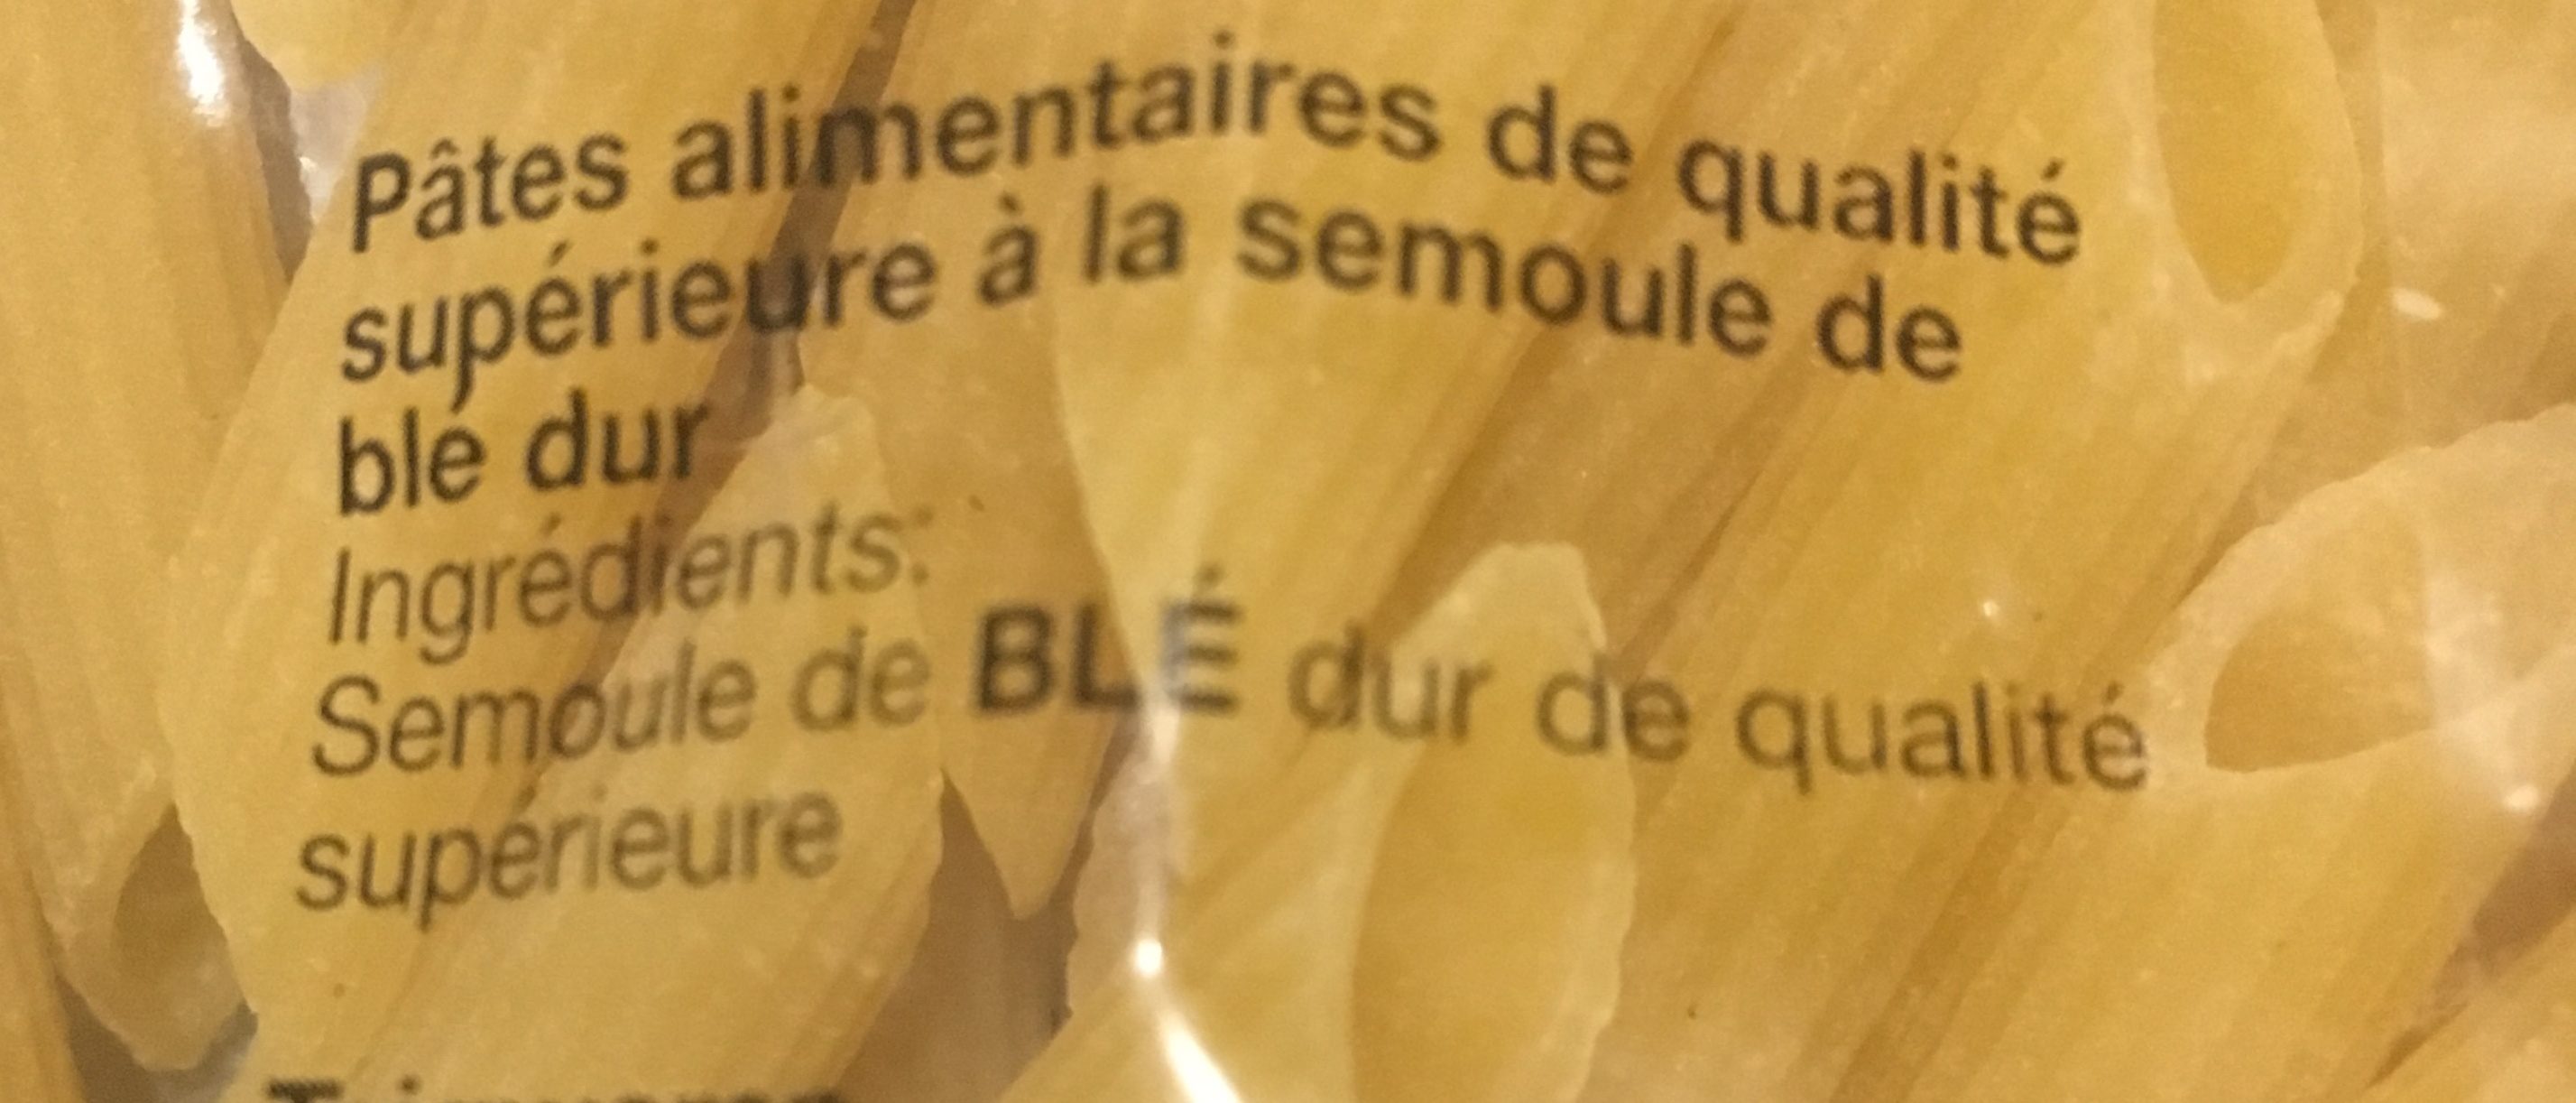 Pâtes alimentaires de qualité
supérieure à la semoule de
blé dur
Ingrédients:
Semoule de BLÉ dur de qualité
supérieure